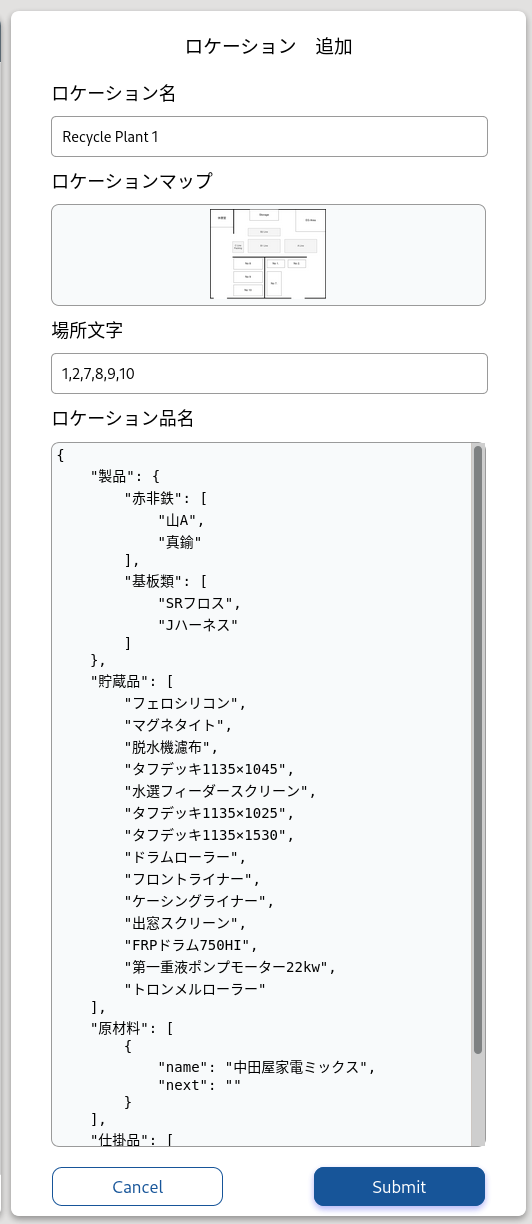 ロケーション　追加
ロケーション名
Recycle Plant 1
ロケーションマップ
場所文字
1,2,7,8,9,10
ロケーション品名
{
    "製品": {
        "赤非鉄": [
            "山A",
            "真鍮"
        ],
        "基板類": [
            "SRフロス",
            "Jハーネス"
        ]
    },
    "貯蔵品": [
        "フェロシリコン",
        "マグネタイト",
        "脱水機濾布",
        "タフデッキ1135×1045",
        "水選フィーダースクリーン",
        "タフデッキ1135×1025",
        "タフデッキ1135×1530",
        "ドラムローラー",
        "フロントライナー",
        "ケーシングライナー",
        "出窓スクリーン",
        "FRPドラム750HI",
        "第一重液ポンプモーター22kw",
        "トロンメルローラー"
    ],
    "原材料": [
        {
            "name": "中田屋家電ミックス",
            "next": ""
        }
    ],
    "仕掛品": [
Cancel
Submit